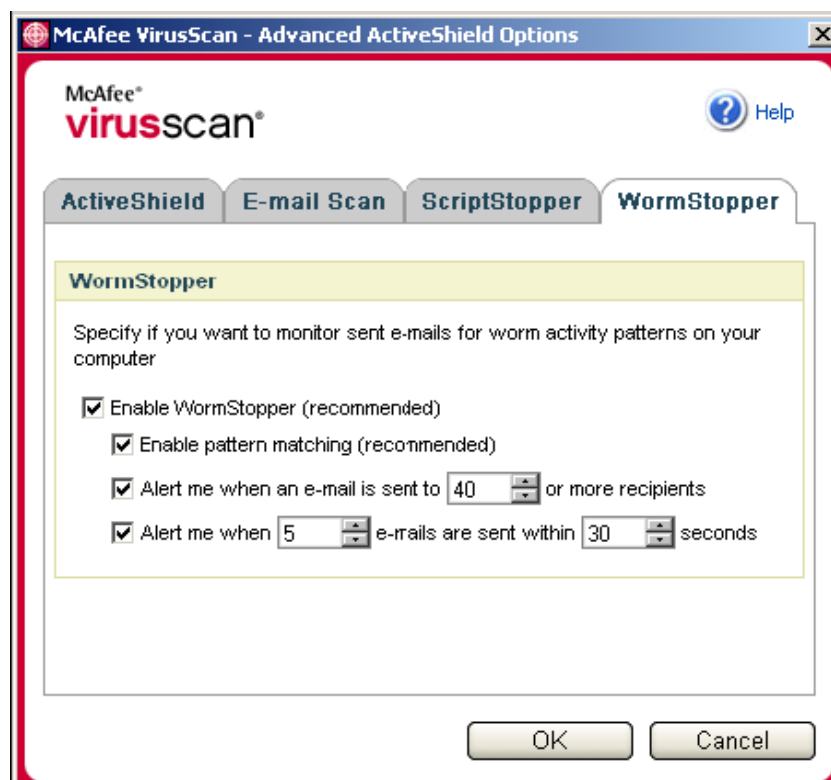 McAfee VirusScan - Advanced ActiveShield Options
McAfee®
virusscan®
Help
ActiveShield
E-mail Scan
ScriptStopper
WormStopper
WormStopper
Specify if you want to monitor sent e-mails for worm activity patterns on your
computer
Enable WormStopper (recommended)
Enable pattern matching (recommended)
Alert me when an e-mail is sent to 40 or more recipients
Alert me when 5 e-mails are sent within 30 seconds
OK
Cancel